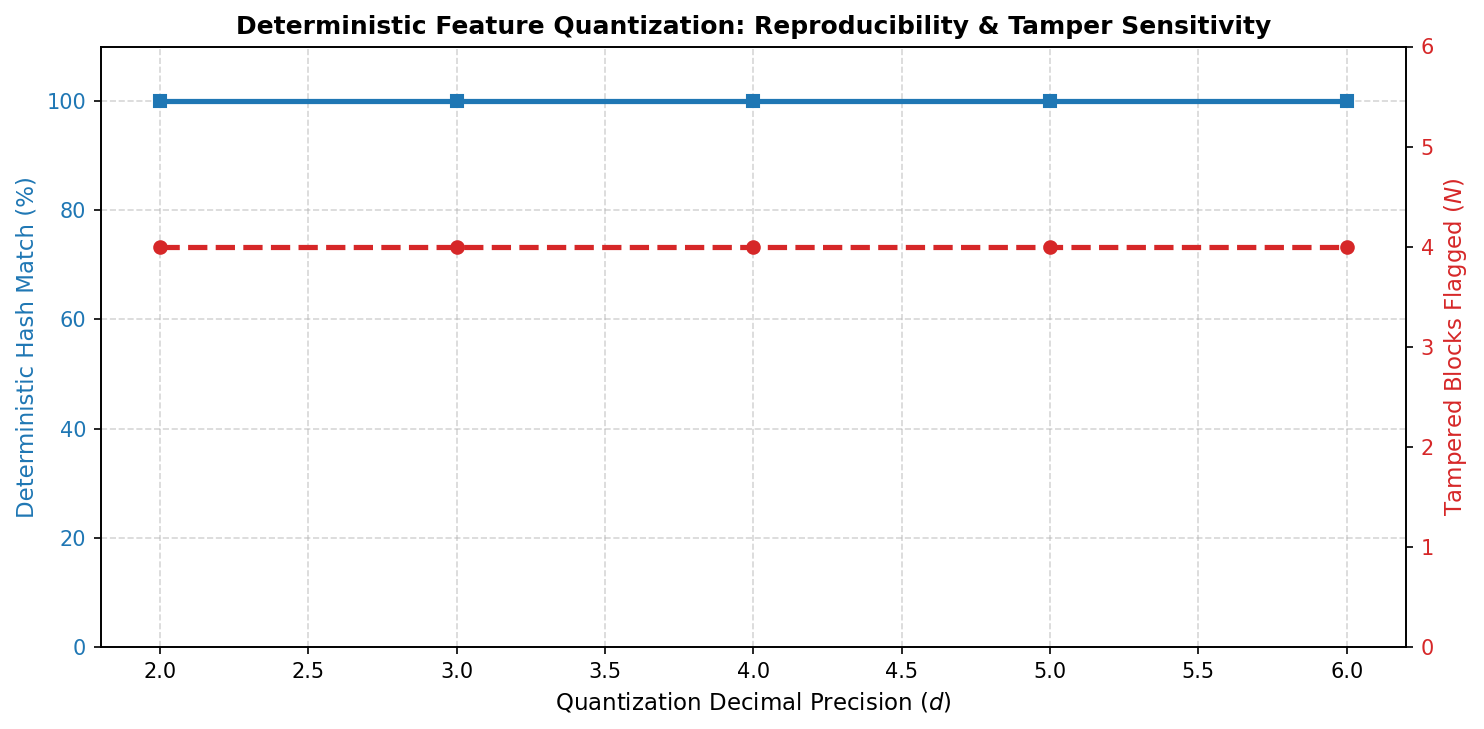 Deterministic Feature Quantization: Reproducibility & Tamper Sensitivity
Deterministic Hash Match (%)
100
80
60
40
20
0
6
5
4
3
2
1
0
Tampered Blocks Flagged (N)
2.0 2.5 3.0 3.5 4.0 4.5 5.0 5.5 6.0
Quantization Decimal Precision (d)